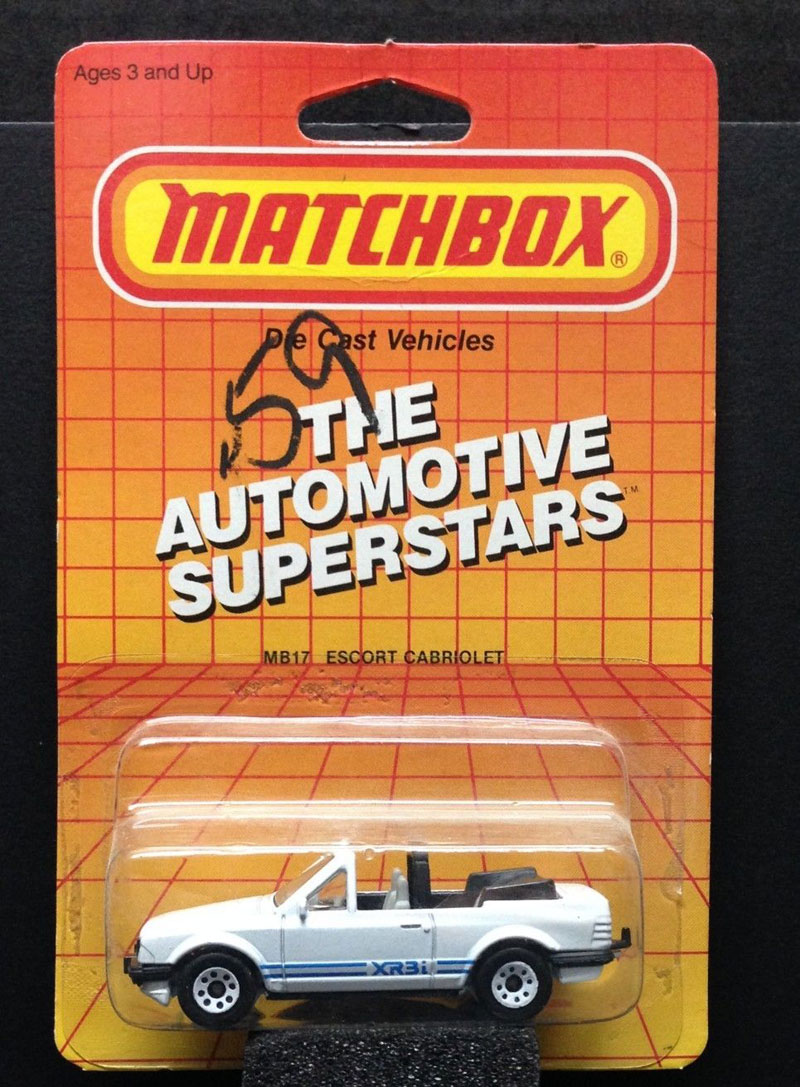 Ages 3 and Up
MATCHBOX®
Die Cast Vehicles
59
THE
AUTOMOTIVE
SUPERSTARS™
MB17 ESCORT CABRIOLET
XR3i